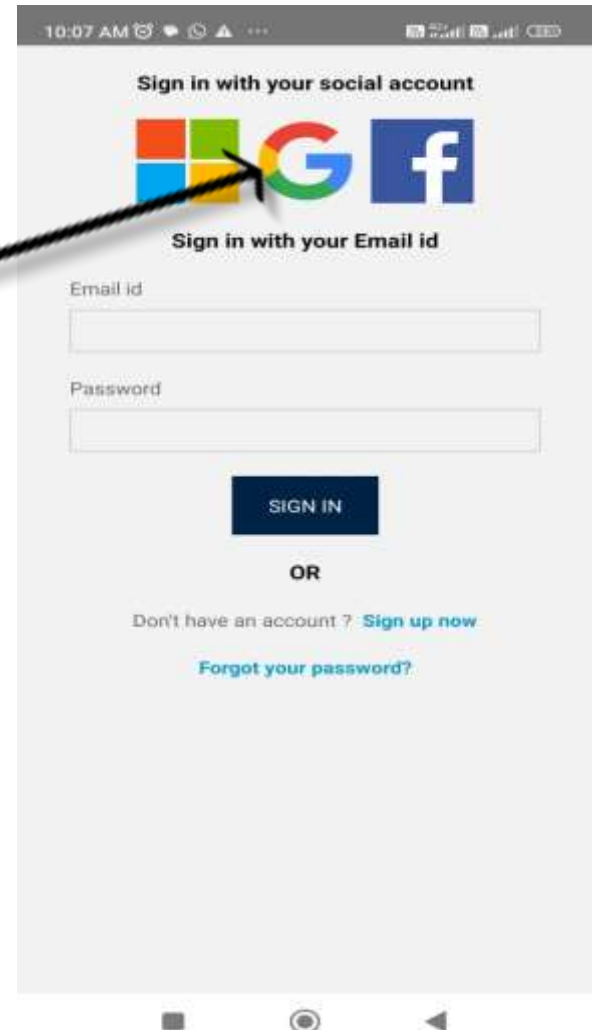 10:07 AM
Sign in with your social account
f
Sign in with your Email id
Email id
Password
SIGN IN
OR
Don't have an account ? Sign up now
Forgot your password?